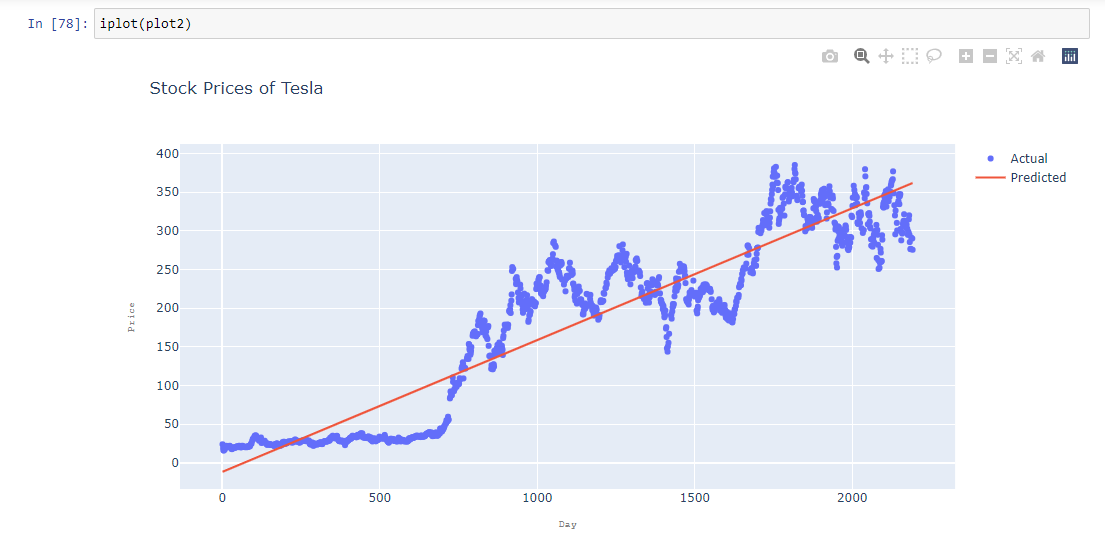 In [78]: iplot(plot2)
Stock Prices of Tesla
400
350
300
250
200
150
100
50
0
Price
0 500 1000 1500 2000
Day
Actual
Predicted